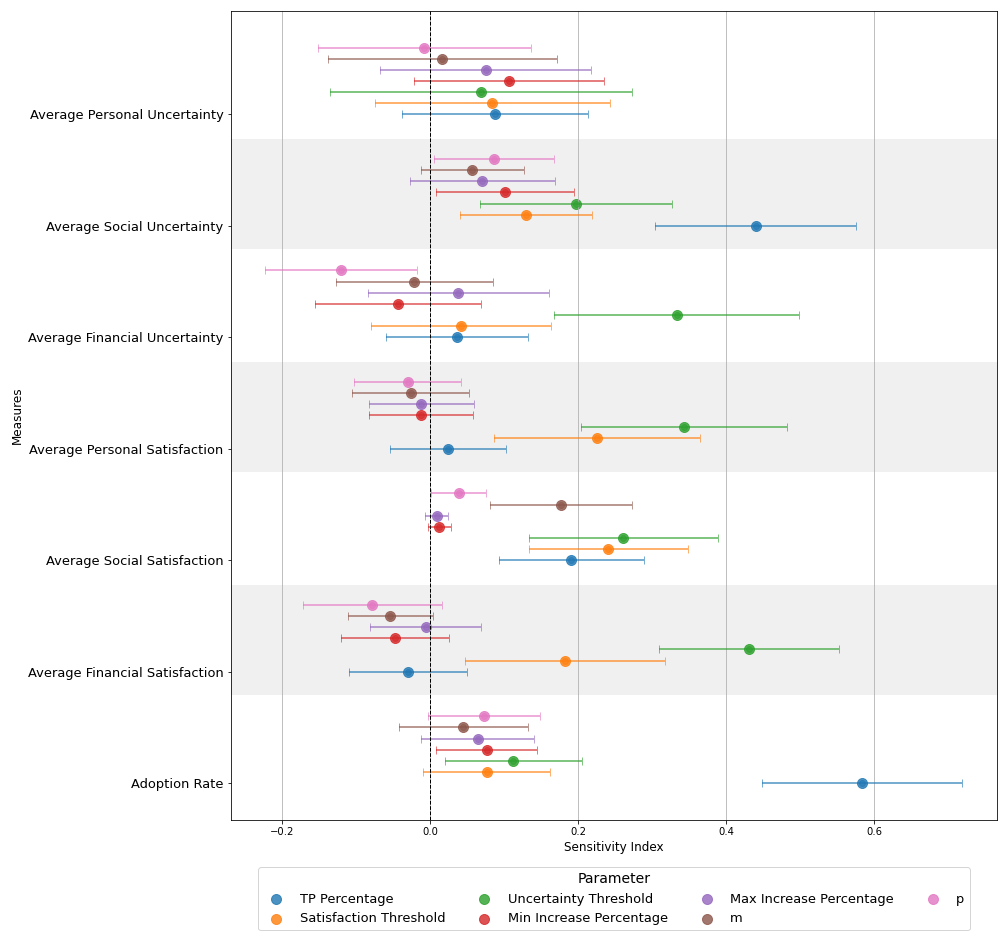 Measures
Average Personal Uncertainty
Average Social Uncertainty
Average Financial Uncertainty
Average Personal Satisfaction
Average Social Satisfaction
Average Financial Satisfaction
Adoption Rate
−0.2 0.0 0.2 0.4 0.6
Sensitivity Index
Parameter
TP Percentage Uncertainty Threshold Max Increase Percentage p
Satisfaction Threshold Min Increase Percentage m